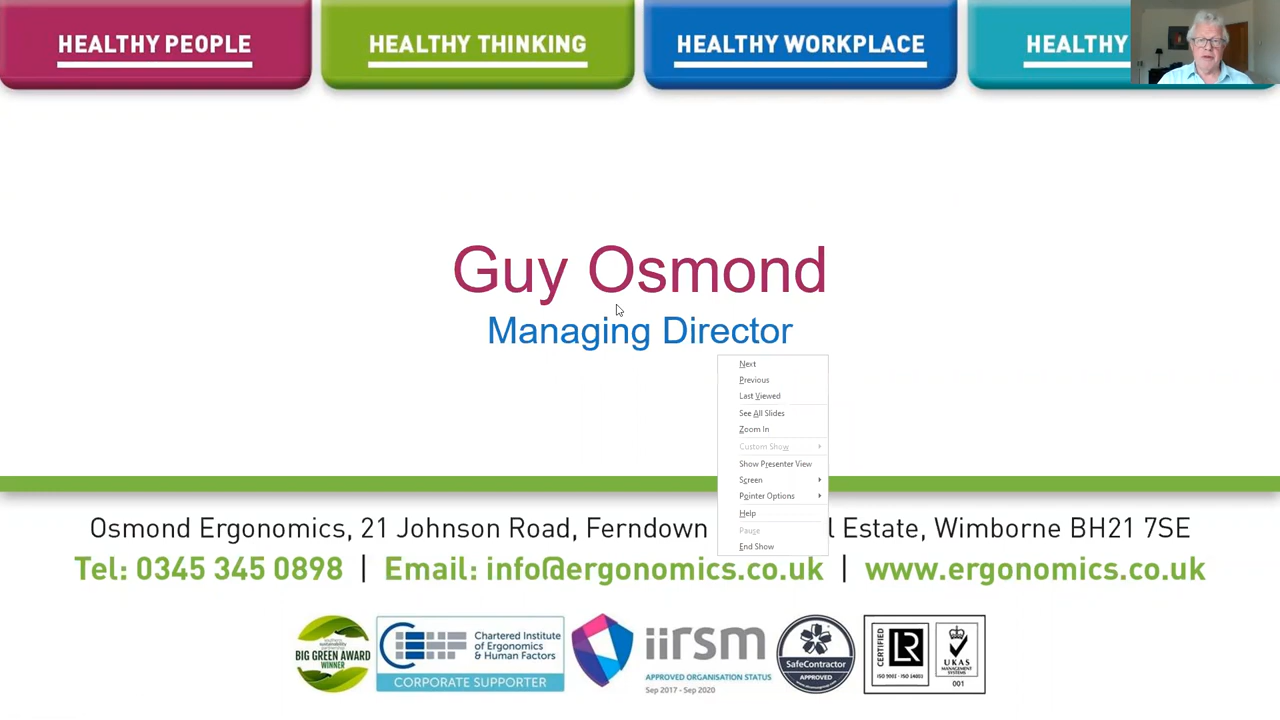 HEALTHY PEOPLE
HEALTHY THINKING
HEALTHY WORKPLACE
HEALTHY
Guy Osmond
Managing Director
Next
Previous
Last Viewed
See All Slides
Zoom In
Custom Show
Show Presenter View
Screen
Pointer Options
Help
Pause
End Show
Osmond Ergonomics, 21 Johnson Road, Ferndown l Estate, Wimborne BH21 7SE
Tel: 0345 345 0898 | Email: info@ergonomics.co.uk | www.ergonomics.co.uk
BIG GREEN AWARD
WINNER
Chartered Institute
of Ergonomics
& Human Factors
CORPORATE SUPPORTER
iirsm
APPROVED ORGANISATION STATUS
Sep 2017 - Sep 2020
SafeContractor
APPROVED
CERTIFIED
LR
ISO 9001 · ISO 14001
UKAS
MANAGEMENT
SYSTEMS
001